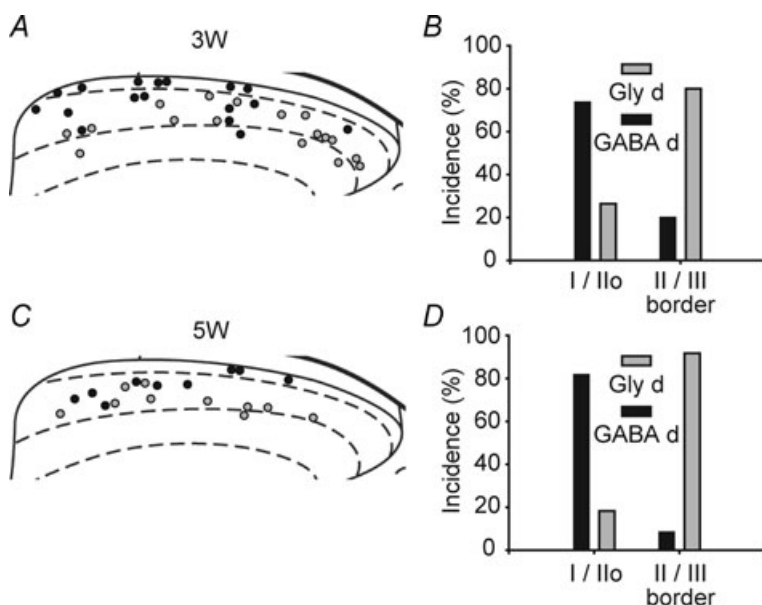 A
3W
B
100
80
60
40
20
0
Incidence (%)
Gly d
GABA d
I / IIo
II / III
border
C
5W
D
100
80
60
40
20
0
Incidence (%)
Gly d
GABA d
I / IIo
II / III
border